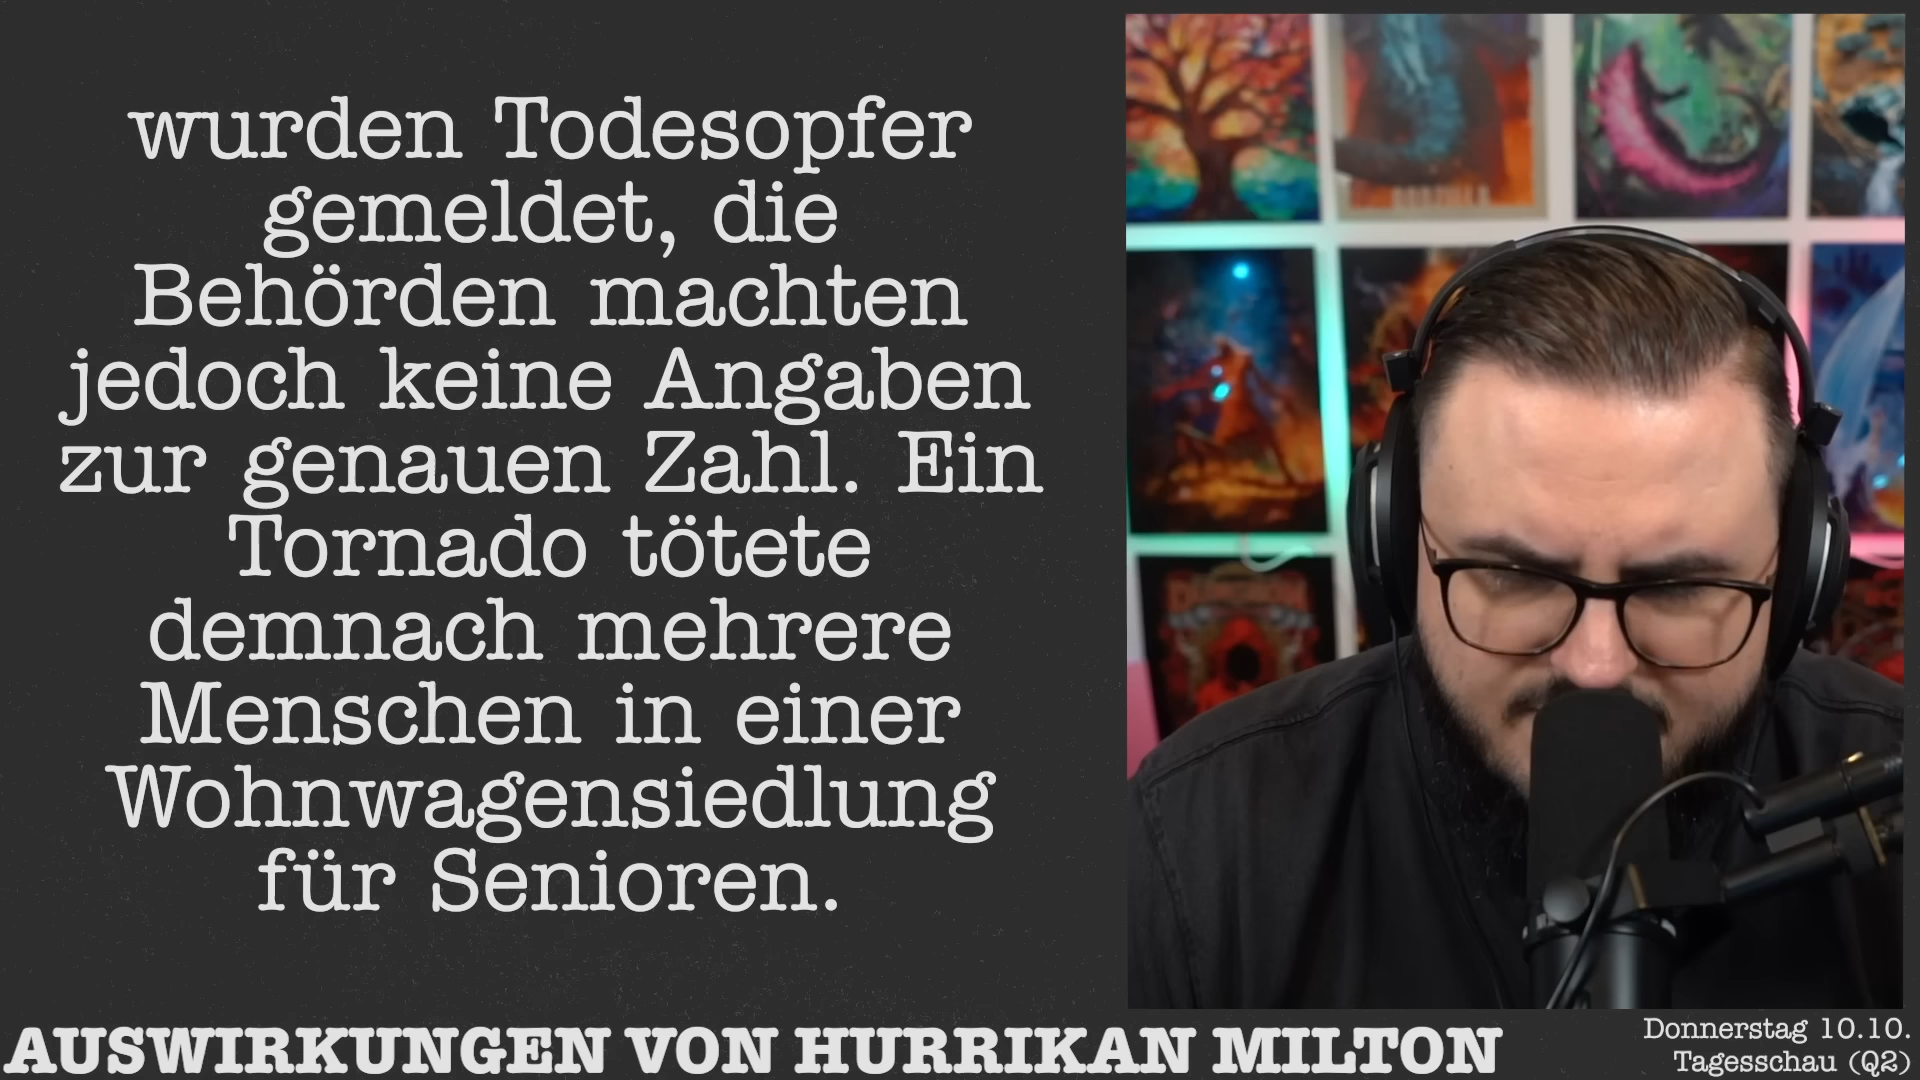 wurden Todesopfer
gemeldet, die
Behörden machten
jedoch keine Angaben
zur genauen Zahl. Ein
Tornado tötete
demnach mehrere
Menschen in einer
Wohnwagensiedlung
für Senioren.
AUSWIRKUNGEN VON HURRIKAN MILTON
Donnerstag 10.10.
Tagesschau (Q2)